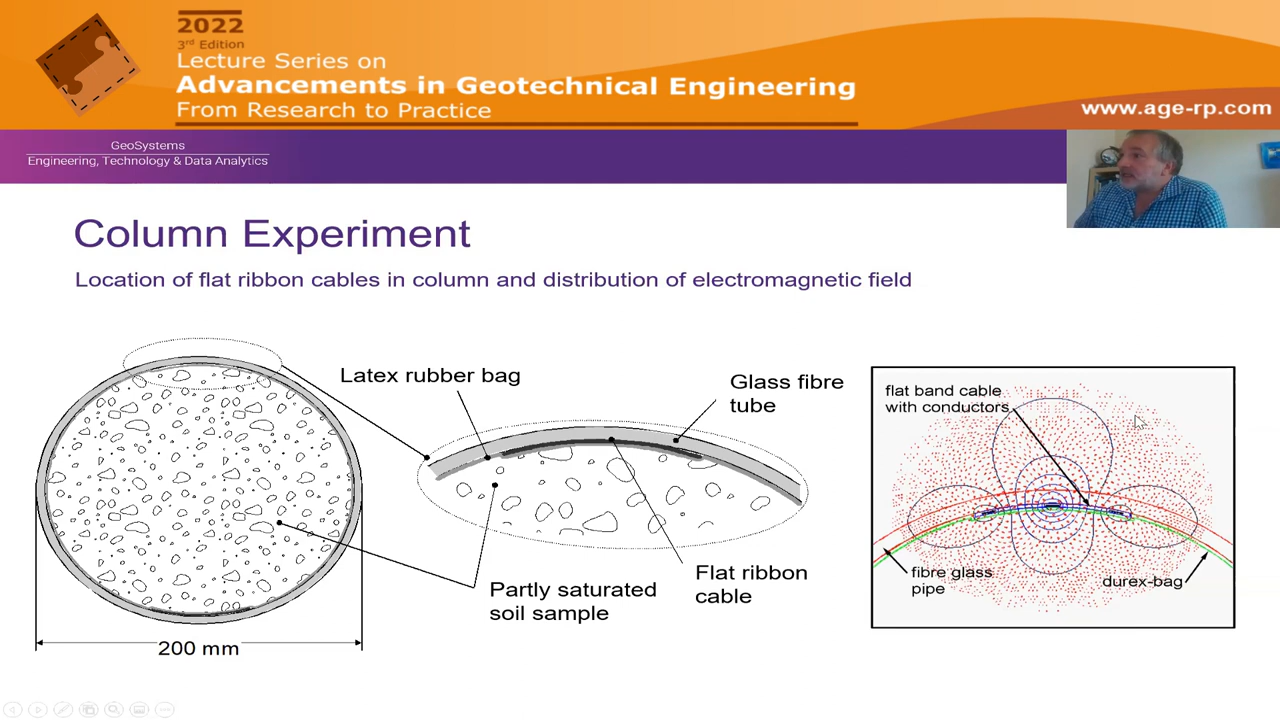 2022
3rd Edition
Lecture Series on
Advancements in Geotechnical Engineering
From Research to Practice
www.age-rp.com
GeoSystems
Engineering, Technology & Data Analytics
Column Experiment
Location of flat ribbon cables in column and distribution of electromagnetic field
Latex rubber bag
Glass fibre
tube
Flat ribbon
cable
Partly saturated
soil sample
200 mm
flat band cable
with conductors
fibre glass
pipe
durex-bag